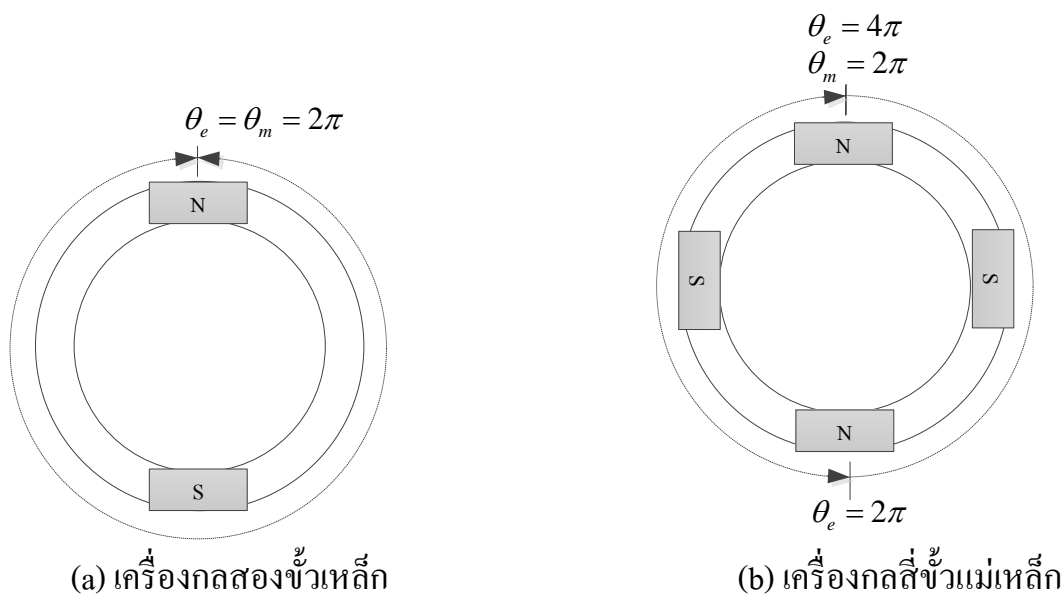 θₑ = θₘ = 2π
N
S
(a) เครื่องกลสองขั้วเหล็ก
θₑ = 4π
θₘ = 2π
N
S
S
N
θₑ = 2π
(b) เครื่องกลสี่ขั้วแม่เหล็ก